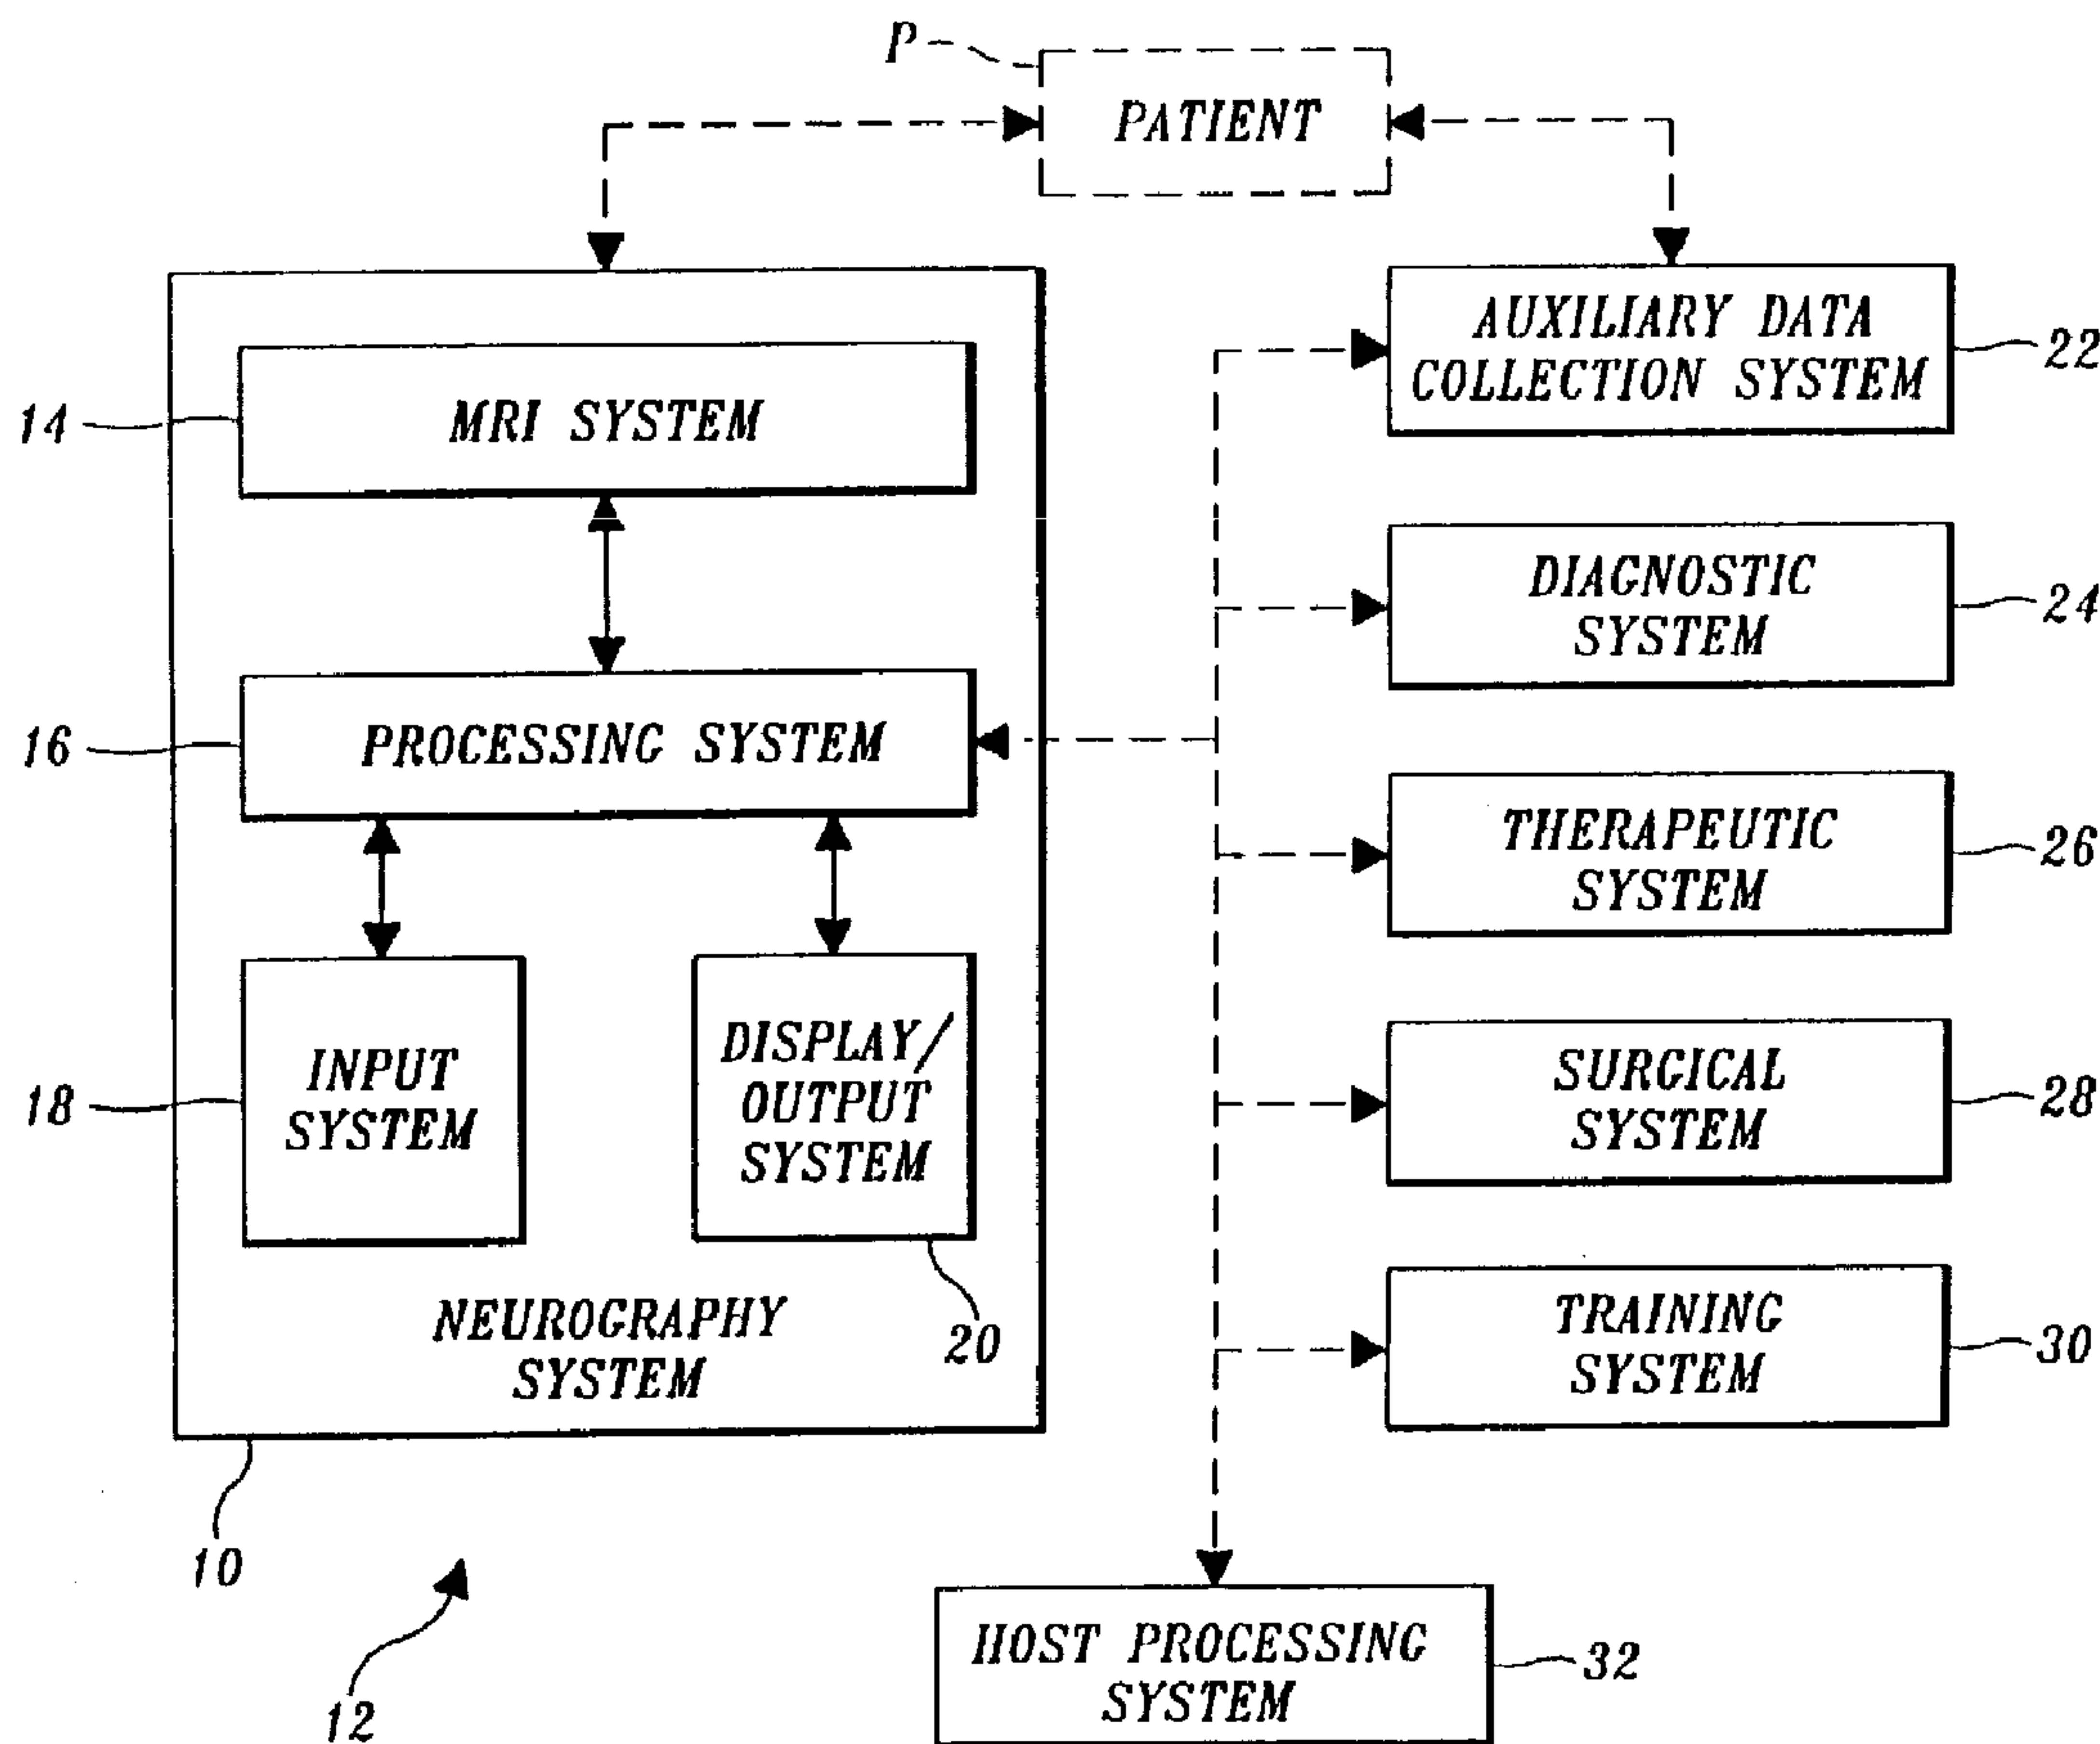 P
PATIENT
14
MRI SYSTEM
16
PROCESSING SYSTEM
18
INPUT
SYSTEM
DISPLAY/
OUTPUT
SYSTEM
20
NEUROGRAPHY
SYSTEM
10
12
AUXILIARY DATA
COLLECTION SYSTEM
22
DIAGNOSTIC
SYSTEM
24
THERAPEUTIC
SYSTEM
26
SURGICAL
SYSTEM
28
TRAINING
SYSTEM
30
HOST PROCESSING
SYSTEM
32